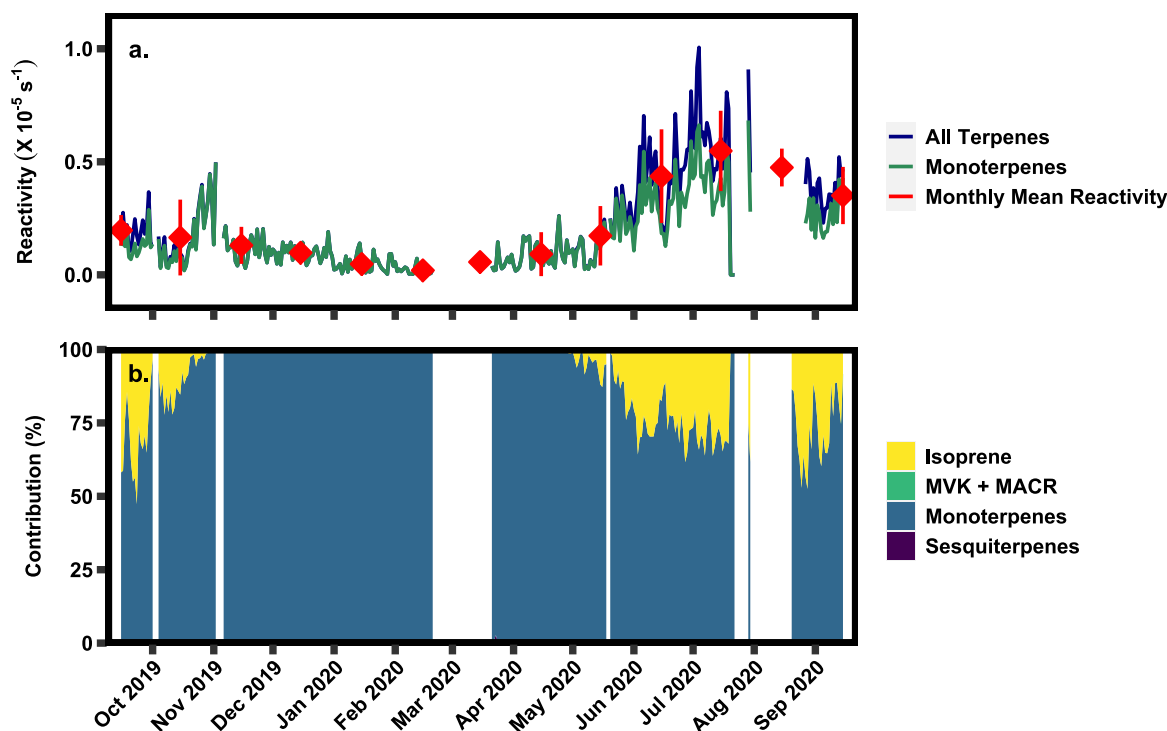 a.
Reactivity (X 10⁻⁵ s⁻¹)
1.0
0.5
0.0
All Terpenes
Monoterpenes
Monthly Mean Reactivity
b.
Contribution (%)
100
75
50
25
0
Oct 2019
Nov 2019
Dec 2019
Jan 2020
Feb 2020
Mar 2020
Apr 2020
May 2020
Jun 2020
Jul 2020
Aug 2020
Sep 2020
Isoprene
MVK + MACR
Monoterpenes
Sesquiterpenes